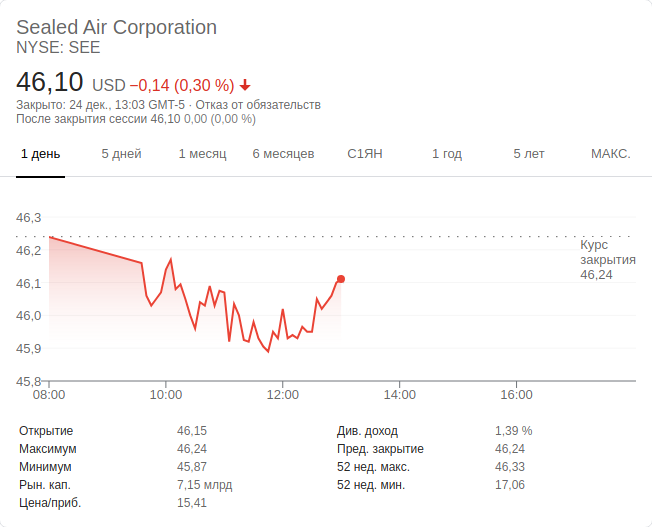 Sealed Air Corporation
NYSE: SEE
46,10 USD −0,14 (0,30 %)
Закрыто: 24 дек., 13:03 GMT-5 · Отказ от обязательств
После закрытия сессии 46,10 0,00 (0,00 %)
1 день 5 дней 1 месяц 6 месяцев С1ЯН 1 год 5 лет МАКС.
46,3
46,2
46,1
46,0
45,9
45,8
Курс
закрытия
46,24
08:00 10:00 12:00 14:00 16:00
Открытие 46,15 Див. доход 1,39 %
Максимум 46,24 Пред. закрытие 46,24
Минимум 45,87 52 нед. макс. 46,33
Рын. кап. 7,15 млрд 52 нед. мин. 17,06
Цена/приб. 15,41